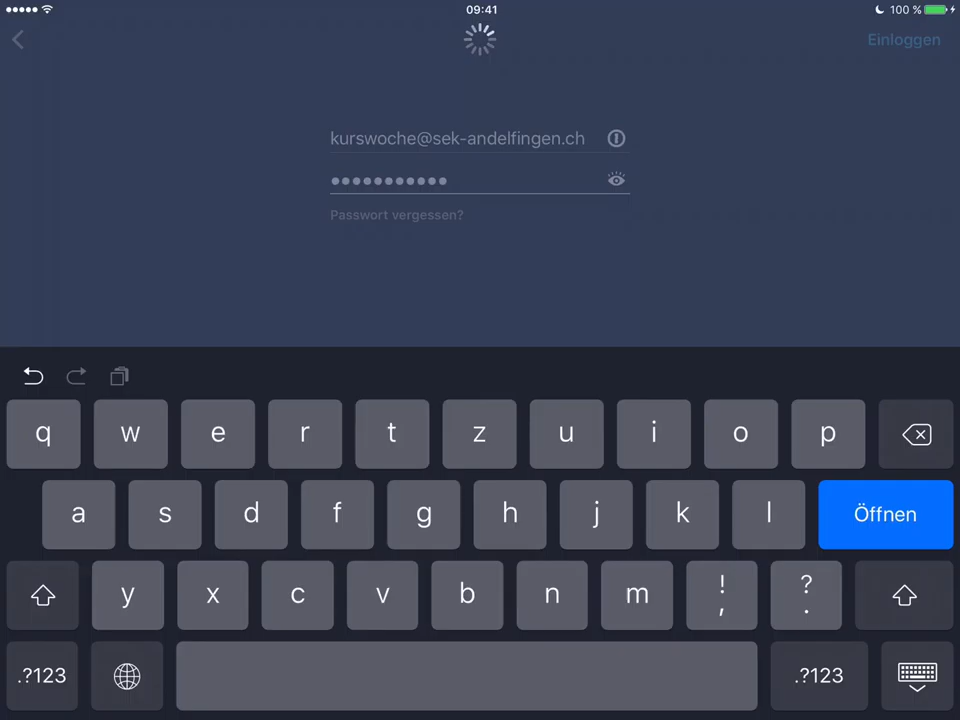 09:41
100 %
Einloggen
kurswoche@sek-andelfingen.ch
Passwort vergessen?
q w e r t z u i o p
a s d f g h j k l Öffnen
y x c v b n m ! , ? .
.?123 .?123